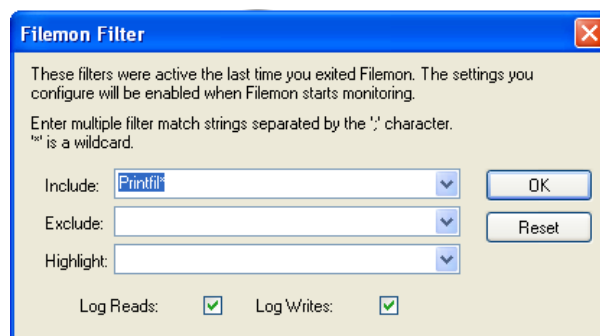 Filemon Filter
These filters were active the last time you exited Filemon. The settings you
configure will be enabled when Filemon starts monitoring.
Enter multiple filter match strings separated by the ';' character.
'*' is a wildcard.
Include: Printfil* OK
Exclude: Reset
Highlight:
Log Reads: Log Writes: